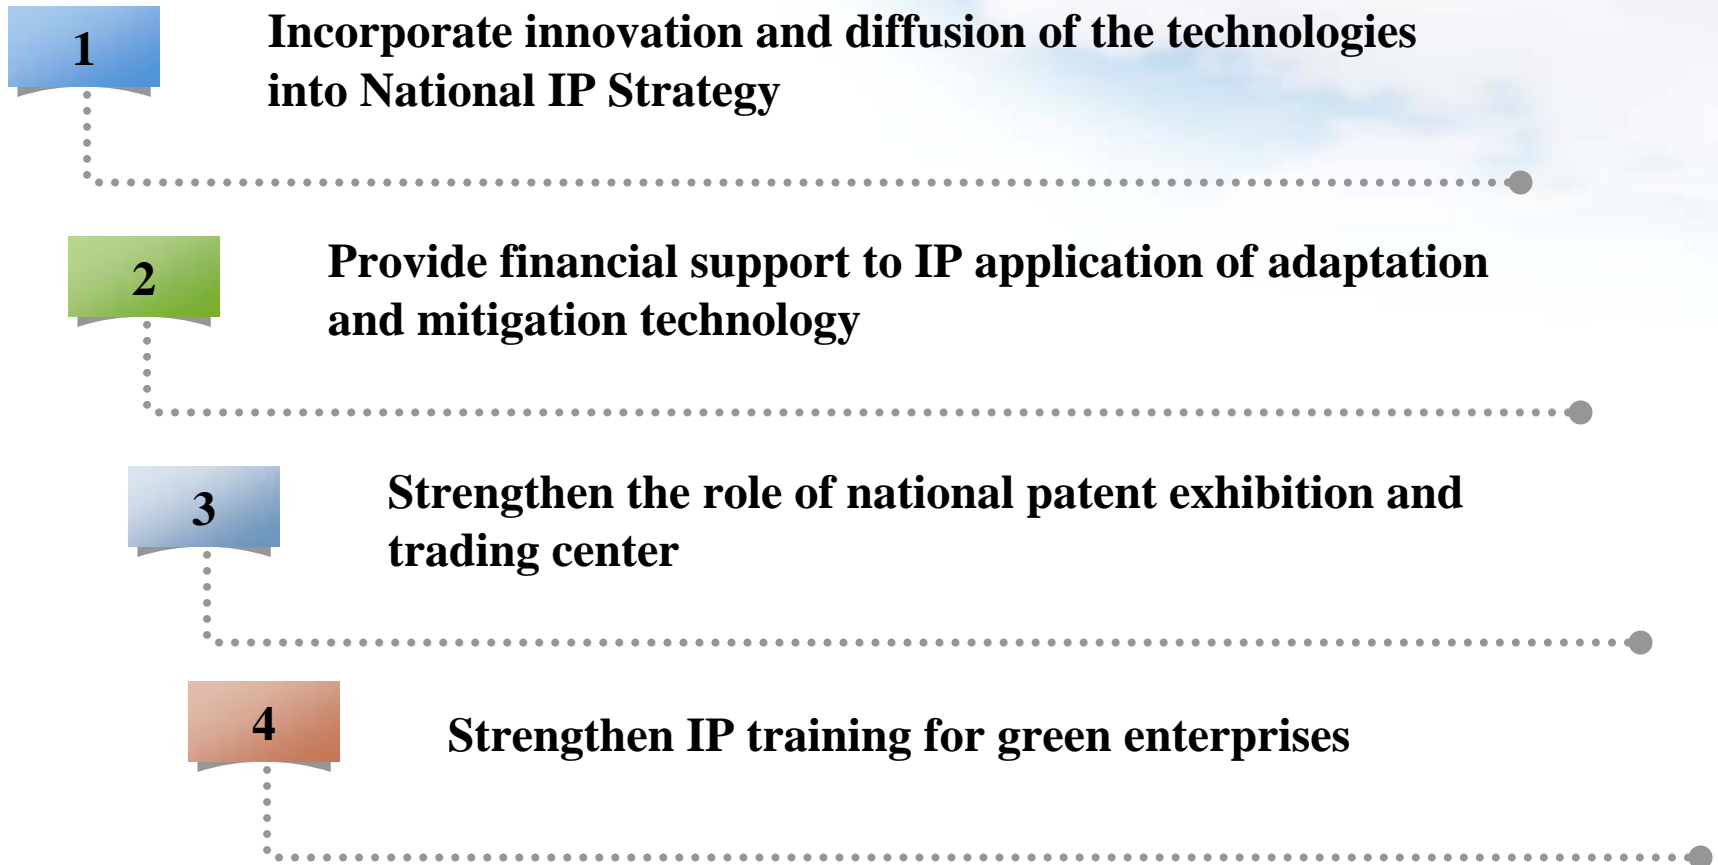 1
Incorporate innovation and diffusion of the technologies
into National IP Strategy
2
Provide financial support to IP application of adaptation
and mitigation technology
3
Strengthen the role of national patent exhibition and
trading center
4
Strengthen IP training for green enterprises